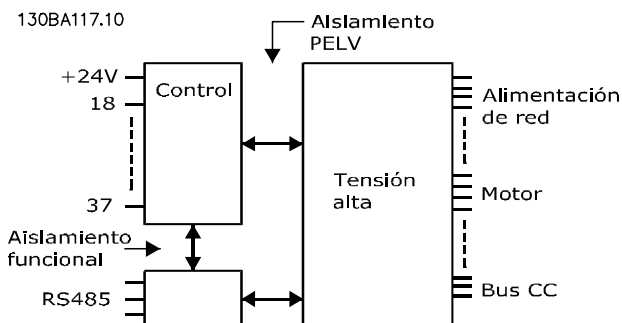 130BA117.10
Aislamiento
PELV
+24V
18
37
Control
Tensión
alta
Alimentación
de red
Motor
Bus CC
Aislamiento
funcional
RS485